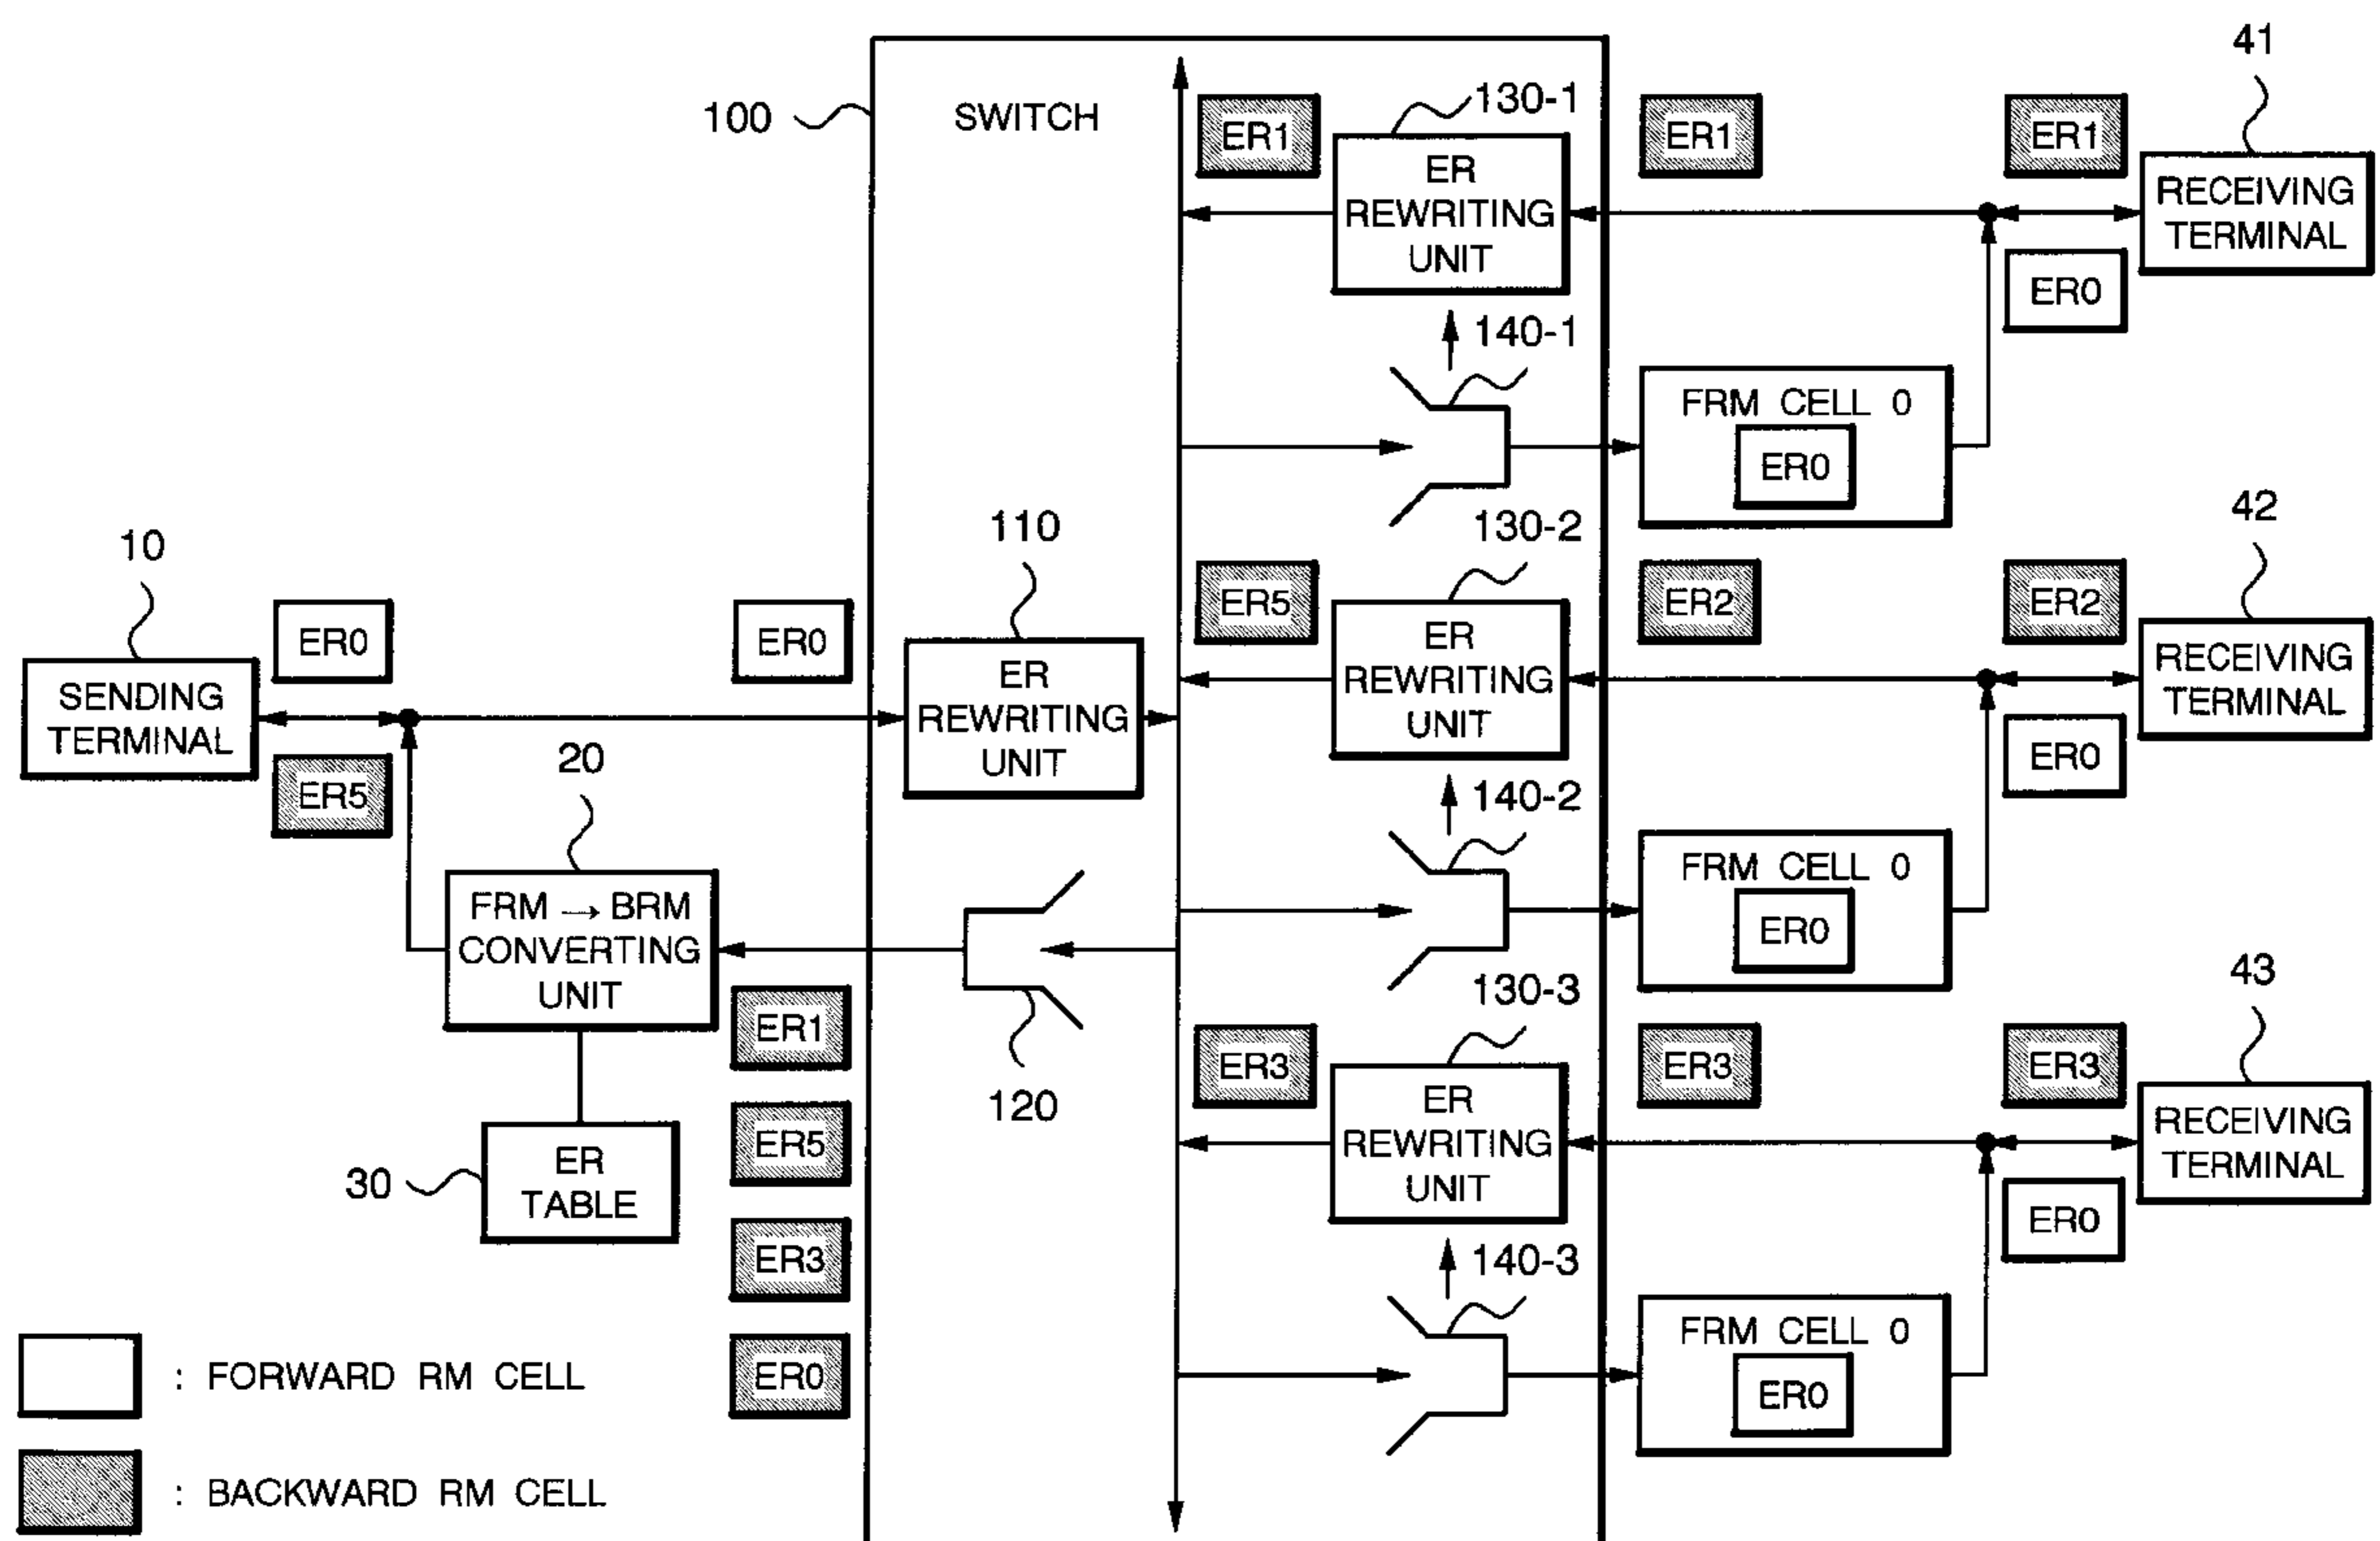 41
100
SWITCH
ER1
130-1
ER1
ER1
ER
REWRITING
UNIT
RECEIVING
TERMINAL
ER0
140-1
FRM CELL 0
ER0
10
110
130-2
42
ER0
ER0
ER5
ER2
ER2
SENDING
TERMINAL
ER
REWRITING
UNIT
ER
REWRITING
UNIT
RECEIVING
TERMINAL
ER5
20
ER0
140-2
FRM → BRM
CONVERTING
UNIT
FRM CELL 0
ER0
ER1
120
130-3
43
ER3
ER3
ER3
30
ER
TABLE
ER5
ER
REWRITING
UNIT
RECEIVING
TERMINAL
ER3
ER0
140-3
FRM CELL 0
ER0
ER0
: FORWARD RM CELL
: BACKWARD RM CELL